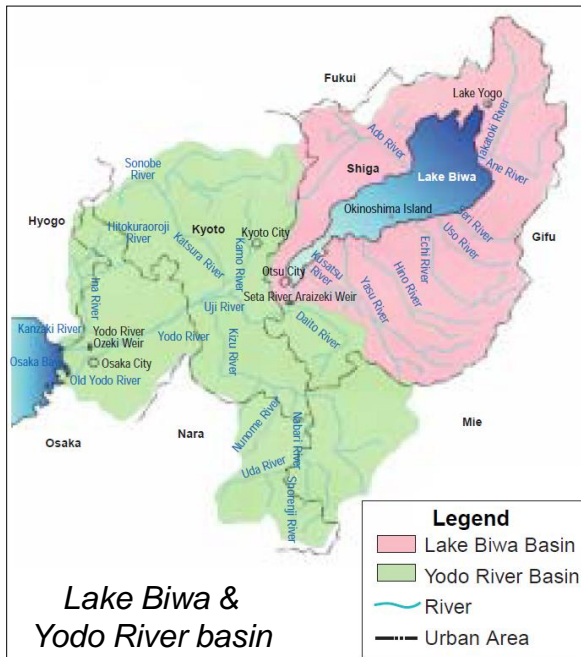 Fukui
Lake Yogo
Takatoki River
Ado River
Ane River
Shiga
Lake Biwa
Sonobe
River
Okinoshima Island
Hyogo
Hitokuraoroji
River
Kyoto
Kyoto City
Katsura River
Kamo River
Uso River
Echi River
Gifu
Otsu City
Kusatsu
River
Hino River
Yasu River
Ina River
Seta River Araizeki Weir
Uji River
Daito River
Kanzaki River
Yodo River
Ozeki Weir
Yodo River
Kizu River
Osaka Bay
Osaka City
Old Yodo River
Osaka
Nara
Mie
Nunome River
Nabari River
Uda River
Shorenji River
Legend
Lake Biwa Basin
Yodo River Basin
River
Urban Area
Lake Biwa &
Yodo River basin